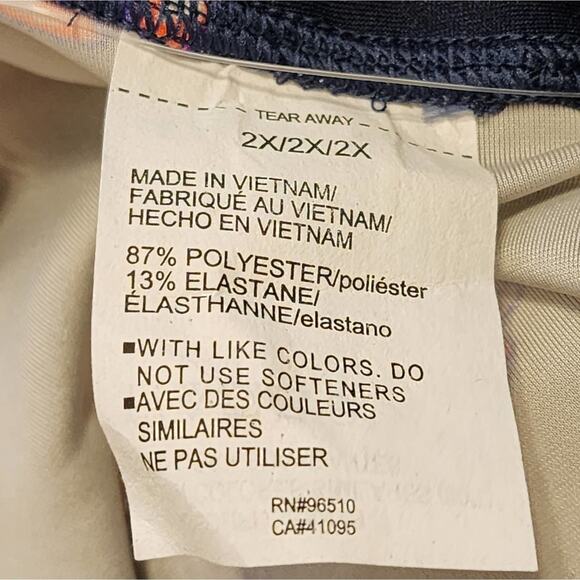 TEAR AWAY
2X/2X/2X
MADE IN VIETNAM/
FABRIQUÉ AU VIETNAM/
HECHO EN VIETNAM
87% POLYESTER/poliéster
13% ELASTANE/
ÉLASTHANNE/elastano
■WITH LIKE COLORS. DO
NOT USE SOFTENERS
■AVEC DES COULEURS
SIMILAIRES
NE PAS UTILISER
RN#96510
CA#41095